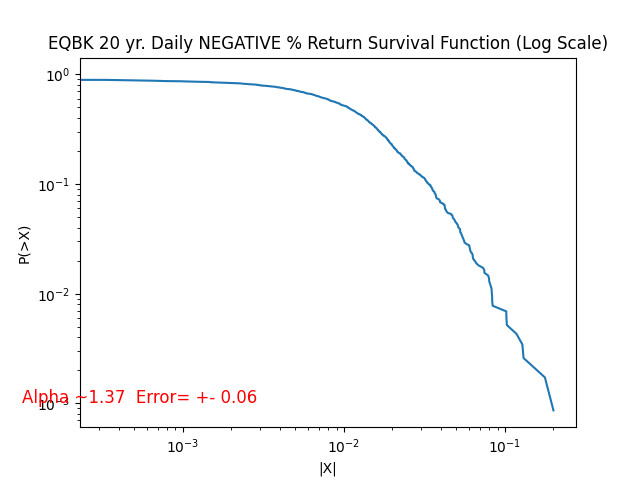 EQBK 20 yr. Daily NEGATIVE % Return Survival Function (Log Scale)
10⁰
10⁻¹
10⁻²
10⁻³
P(>X)
Alpha ~1.37  Error= +- 0.06
10⁻³
10⁻²
10⁻¹
|X|